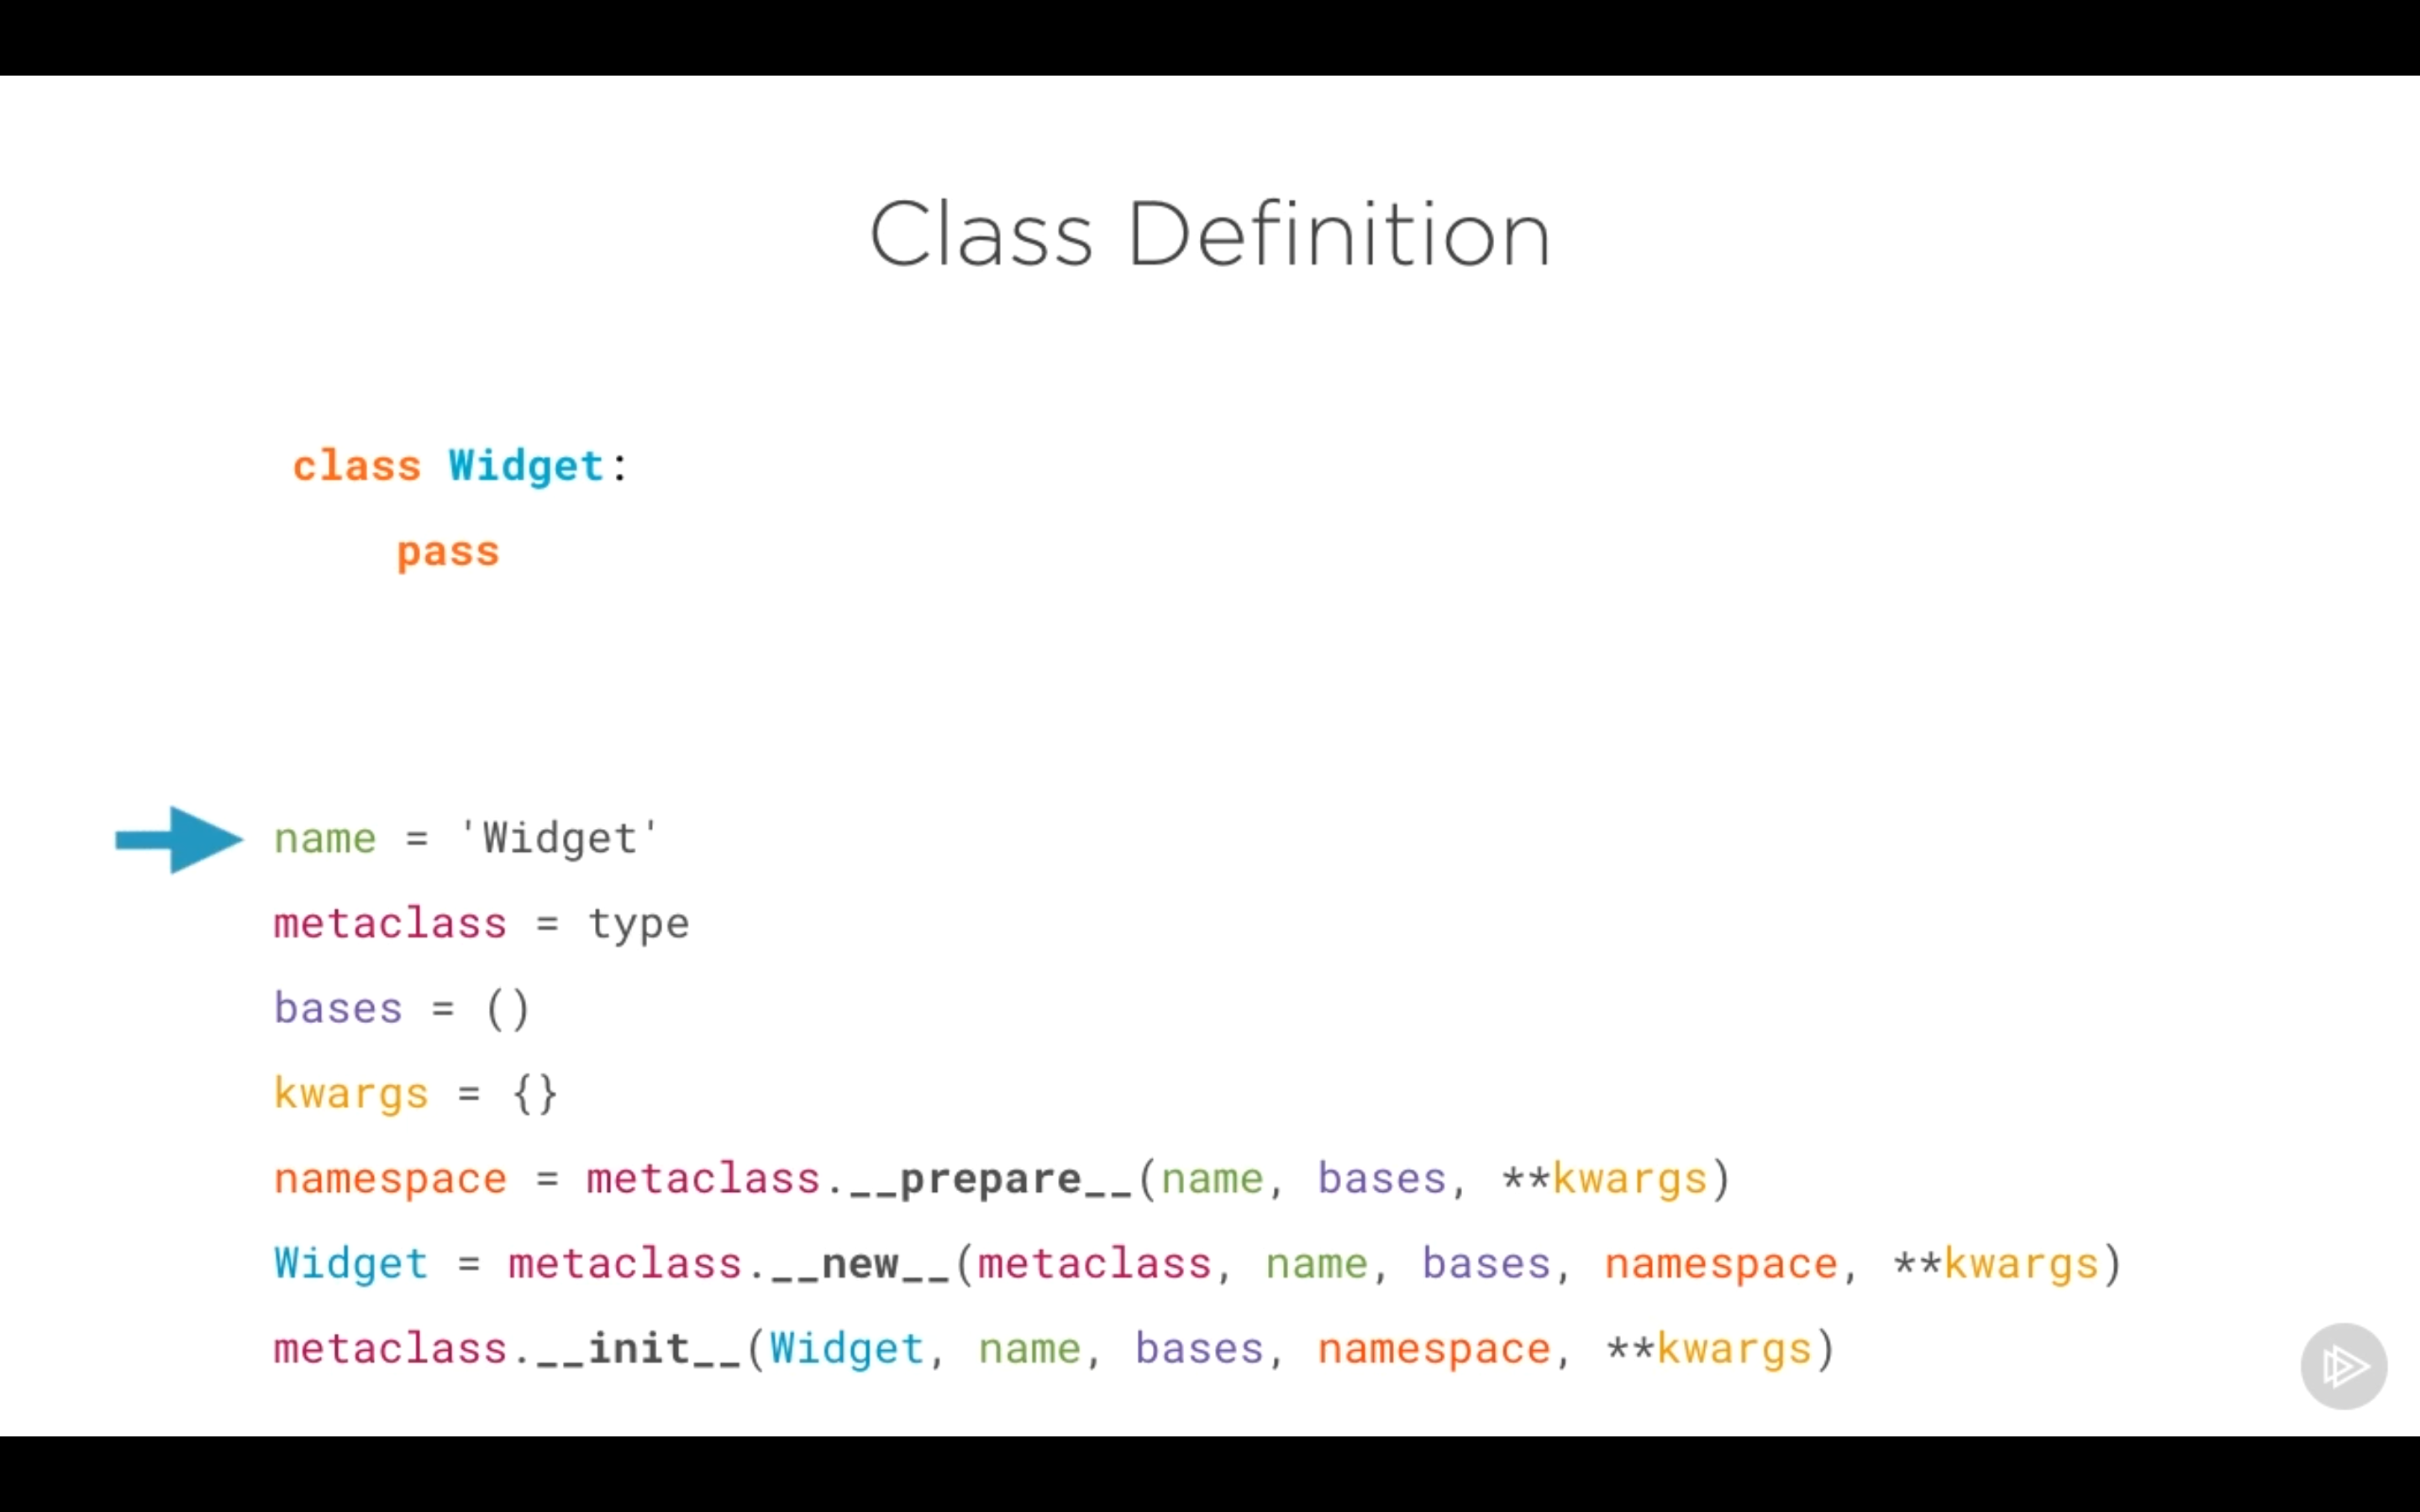 Class Definition
class Widget:
pass
name = 'Widget'
metaclass = type
bases = ()
kwargs = {}
namespace = metaclass.__prepare__(name, bases, **kwargs)
Widget = metaclass.__new__(metaclass, name, bases, namespace, **kwargs)
metaclass.__init__(Widget, name, bases, namespace, **kwargs)